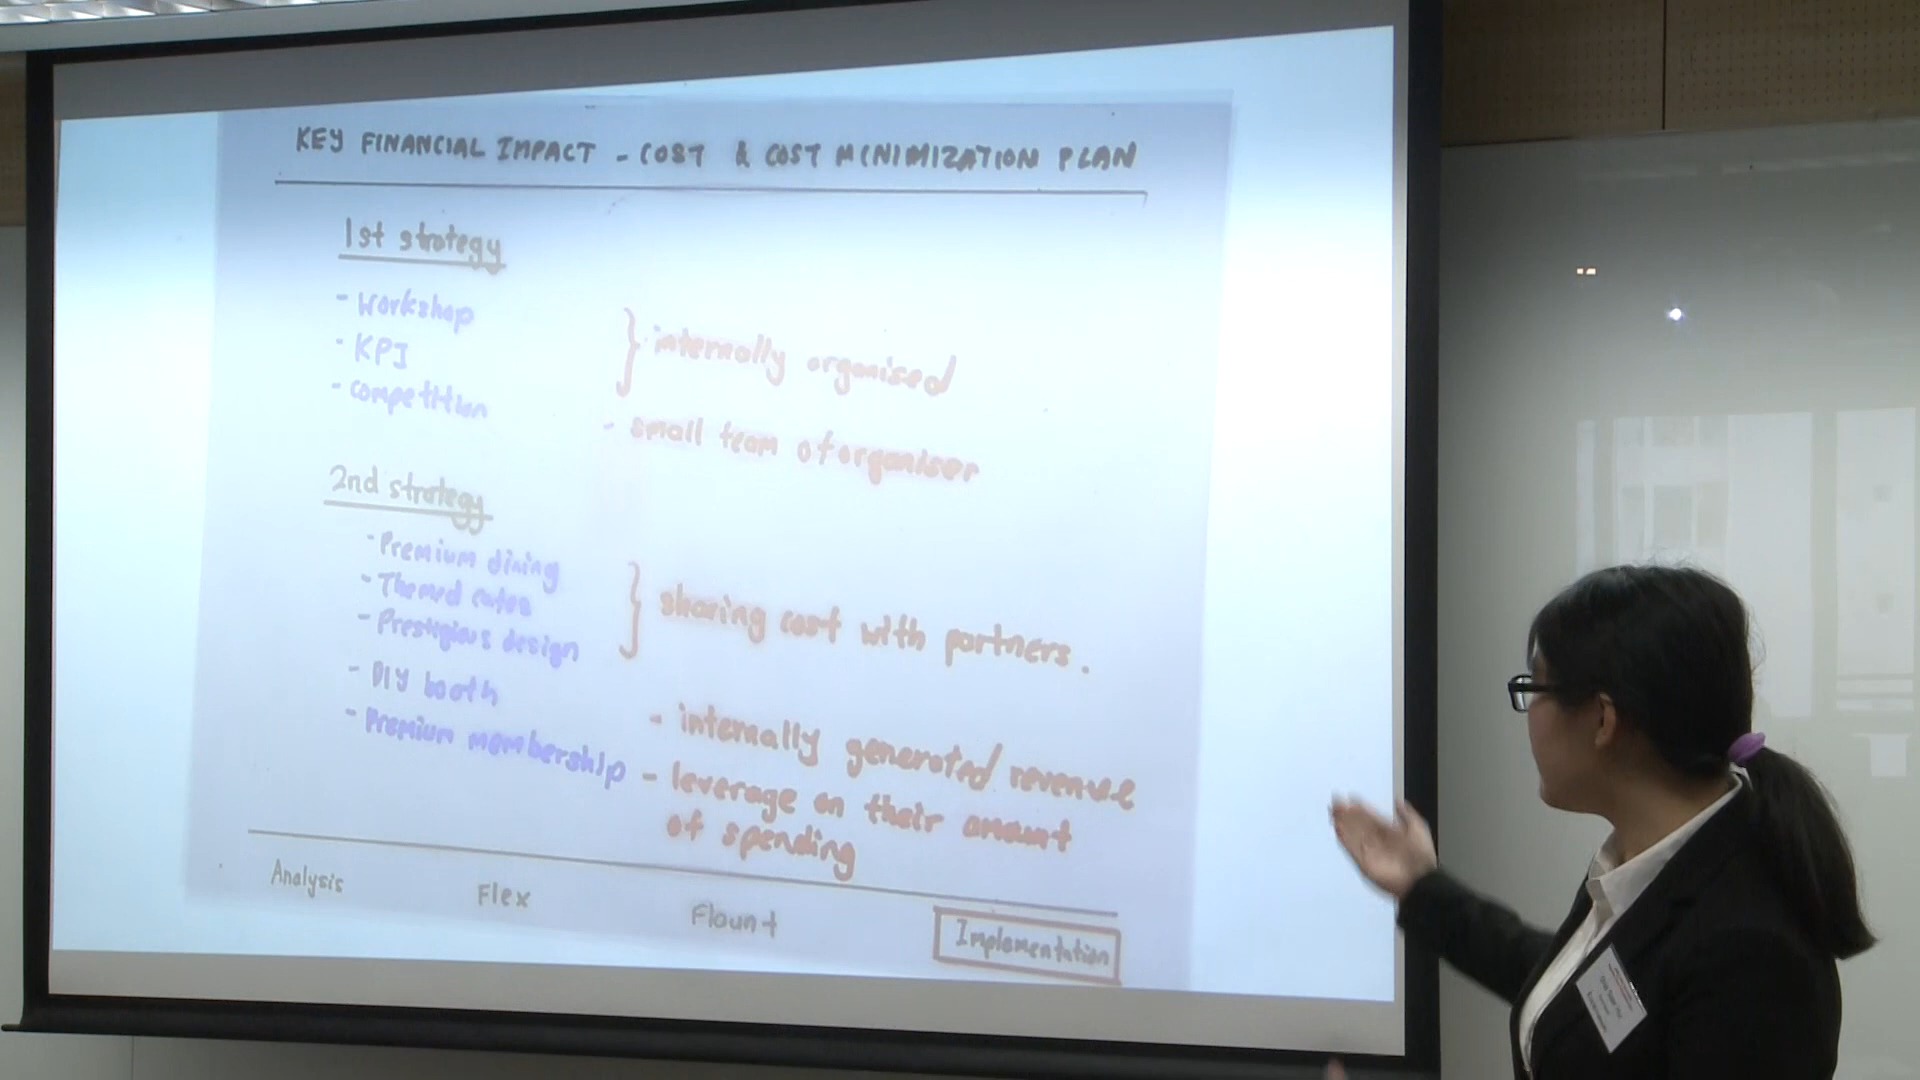 KEY FINANCIAL IMPACT - COST & COST MINIMIZATION PLAN
1st strategy
- Workshop
- KPI
- competition
} internally organised
- small team of organiser
2nd strategy
- Premium dining
- Themed cafes
- Prestigious design
} sharing cost with partners.
- DIY booth
- internally generated revenue
- Premium membership
- leverage on their amount
of spending
Analysis
Flex
Flaunt
Implementation